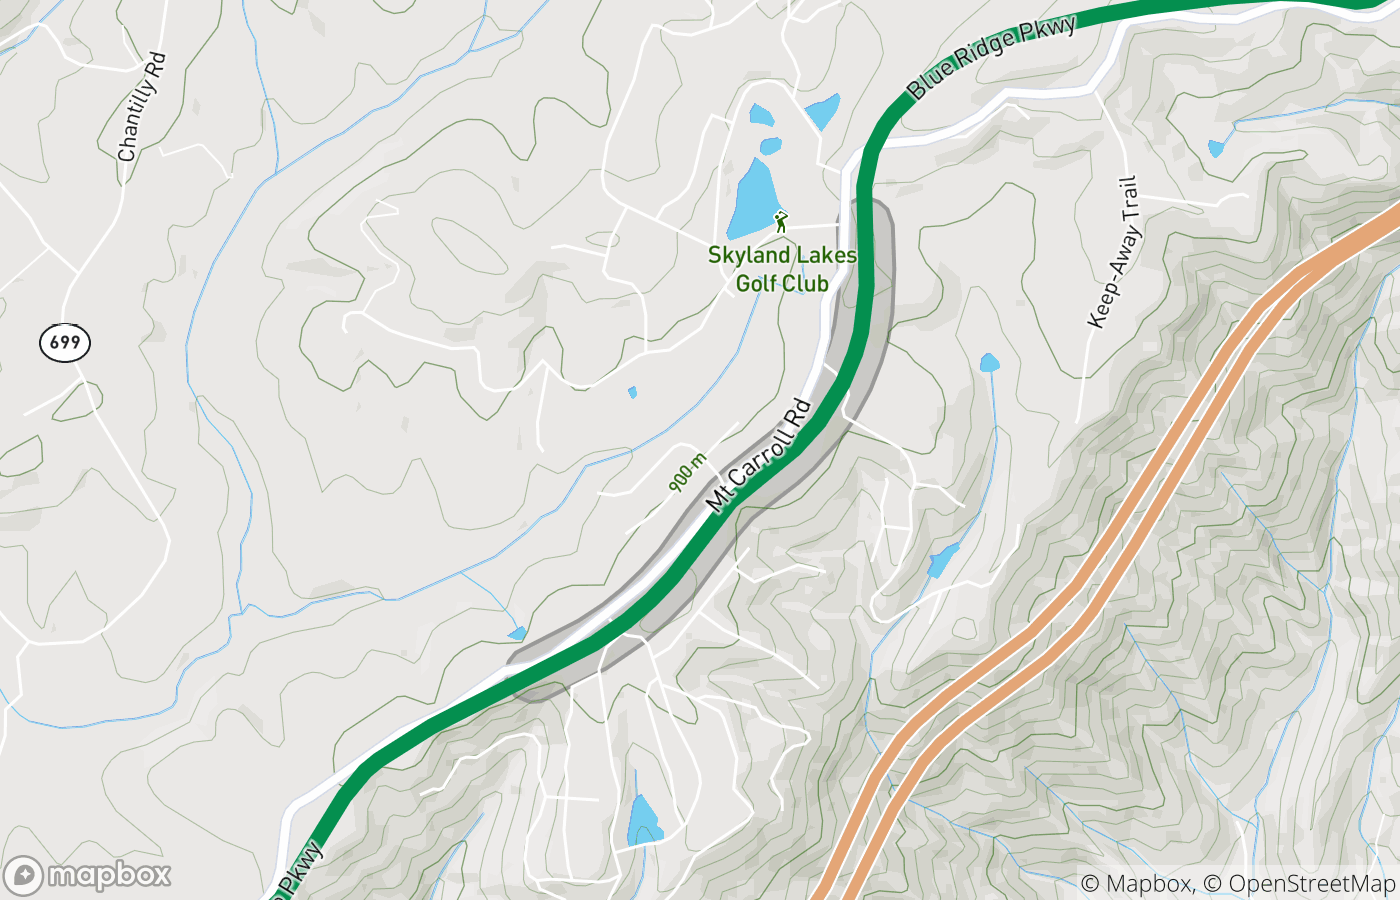 Blue Ridge Pkwy
Chantilly Rd
Keep-Away Trail
Skyland Lakes
Golf Club
699
Mt Carroll Rd
900 m
Pkwy
mapbox
© Mapbox, © OpenStreetMap